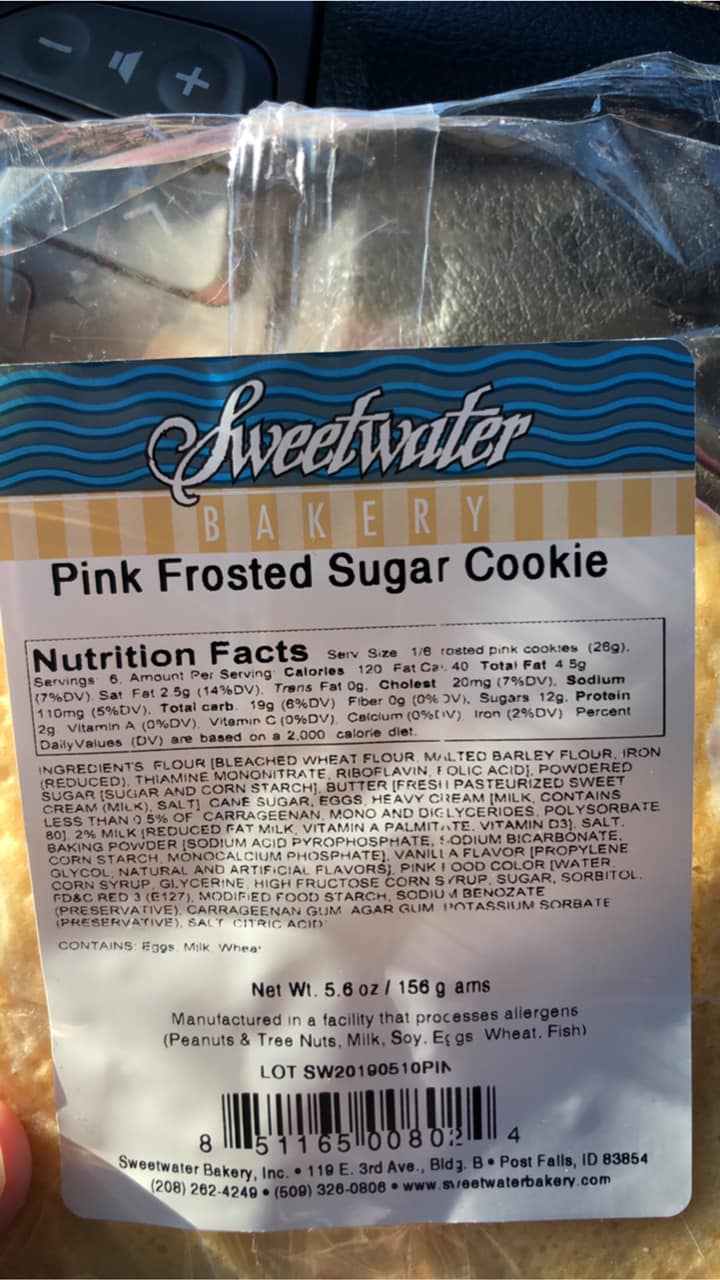 Sweetwater
BAKERY
Pink Frosted Sugar Cookie
Nutrition Facts Serv Size 1/6 rosted pink cookies (26g),
Servings 6, Amount Per Serving Calories 120 Fat Cal 40 Total Fat 4 5g
(7%DV) Sat Fat 2 5g (14%DV), Trans Fat 0g, Cholest 20mg (7%DV), Sodium
110mg (5%DV), Total carb. 19g (6%DV) Fiber 0g (0% DV), Sugars 12g, Protein
2g Vitamin A (0%DV), Vitamin C (0%DV) Calcium (0%DV) Iron (2%DV) Percent
DailyValues (DV) are based on a 2,000 calorie diet.
INGREDIENTS FLOUR [BLEACHED WHEAT FLOUR, MALTED BARLEY FLOUR, IRON
(REDUCED), THIAMINE MONONITRATE, RIBOFLAVIN, FOLIC ACID], POWDERED
SUGAR [SUGAR AND CORN STARCH], BUTTER [FRESH PASTEURIZED SWEET
CREAM (MILK), SALT] CANE SUGAR, EGGS, HEAVY CREAM [MILK, CONTAINS
LESS THAN 0 5% OF CARRAGEENAN, MONO AND DIGLYCERIDES, POLYSORBATE
80], 2% MILK [REDUCED FAT MILK, VITAMIN A PALMITATE, VITAMIN D3], SALT,
BAKING POWDER [SODIUM ACID PYROPHOSPHATE, SODIUM BICARBONATE,
CORN STARCH, MONOCALCIUM PHOSPHATE], VANILLA FLAVOR [PROPYLENE
GLYCOL, NATURAL AND ARTIFICIAL FLAVORS], PINK FOOD COLOR [WATER,
CORN SYRUP, GLYCERINE, HIGH FRUCTOSE CORN SYRUP, SUGAR, SORBITOL,
FD&C RED 3 (E127), MODIFIED FOOD STARCH, SODIUM BENOZATE
(PRESERVATIVE), CARRAGEENAN GUM AGAR GUM POTASSIUM SORBATE
(PRESERVATIVE), SALT CITRIC ACID]
CONTAINS: Eggs, Milk, Wheat
Net Wt. 5.6 oz / 156 g ams
Manufactured in a facility that processes allergens
(Peanuts & Tree Nuts, Milk, Soy, Eggs Wheat, Fish)
LOT SW20190510PIN
8 51165 00802 4
Sweetwater Bakery, Inc. • 119 E. 3rd Ave., Bldg. B • Post Falls, ID 83854
(208) 262-4249 • (509) 326-0806 • www.sweetwaterbakery.com